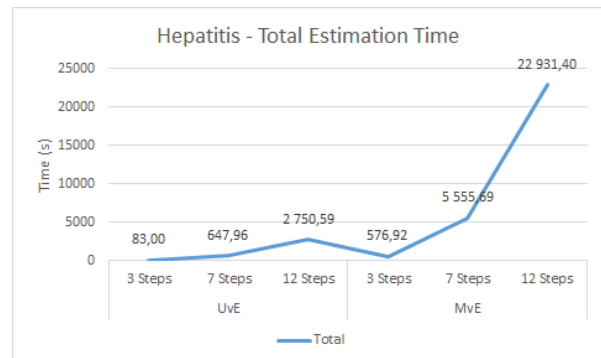 Hepatitis - Total Estimation Time
25000
20000
15000
10000
5000
0
Time (s)
83,00
647,96
2 750,59
576,92
5 555,69
22 931,40
3 Steps 7 Steps 12 Steps 3 Steps 7 Steps 12 Steps
UvE MvE
Total